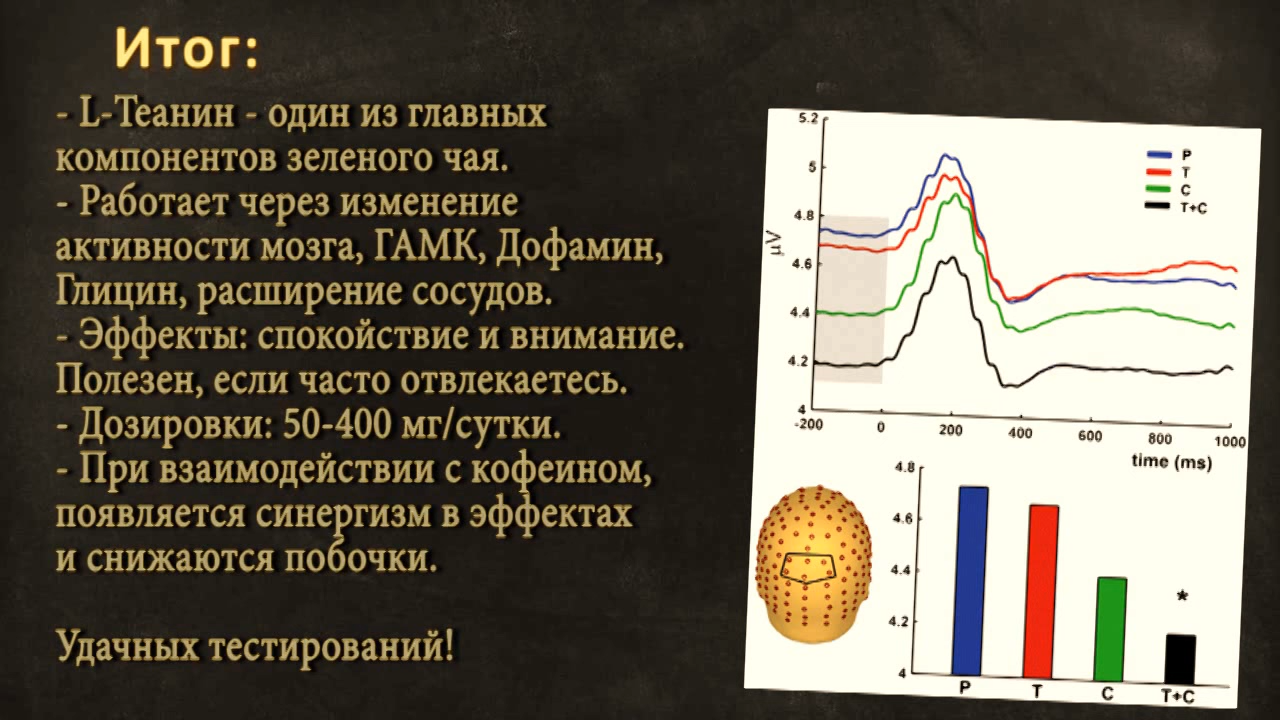 Итог:
- L-Теанин - один из главных
компонентов зеленого чая.
- Работает через изменение
активности мозга, ГАМК, Дофамин,
Глицин, расширение сосудов.
- Эффекты: спокойствие и внимание.
Полезен, если часто отвлекаетесь.
- Дозировки: 50-400 мг/сутки.
- При взаимодействии с кофеином,
появляется синергизм в эффектах
и снижаются побочки.
Удачных тестирований!
5.2
5
4.8
4.6
4.4
4.2
4
µV
P
T
C
T+C
-200 0 200 400 600 800 1000
time (ms)
4.8
4.6
4.4
4.2
4
*
P T C T+C